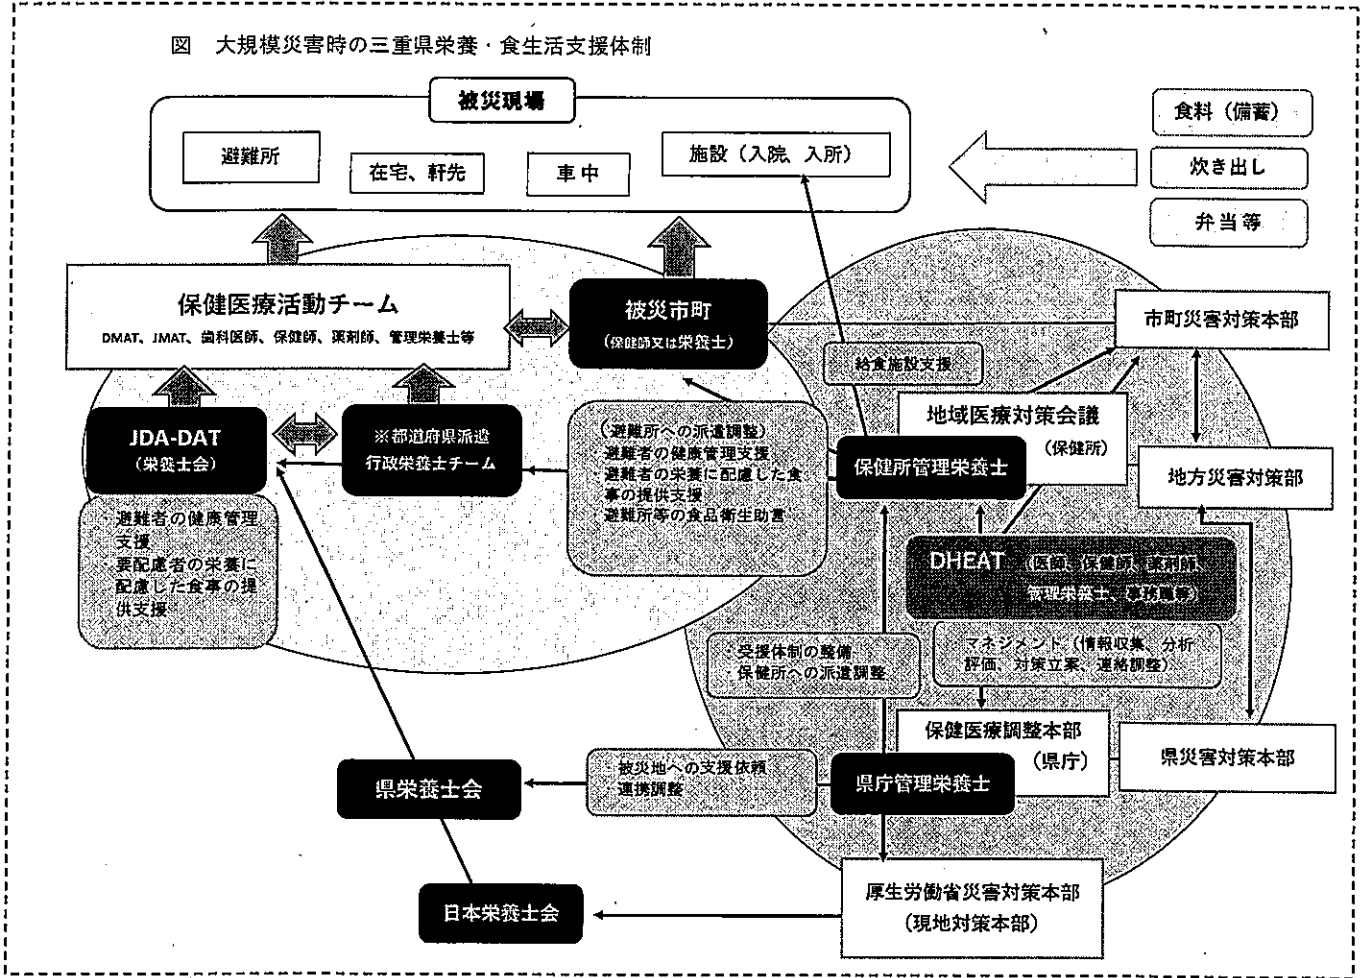 図　大規模災害時の三重県栄養・食生活支援体制
被災現場
避難所
在宅、軒先
車中
施設（入院、入所）
食料（備蓄）
炊き出し
弁当等
保健医療活動チーム
DMAT、JMAT、歯科医師、保健師、薬剤師、管理栄養士等
被災市町
（保健師又は栄養士）
市町災害対策本部
給食施設支援
地域医療対策会議
（保健所）
保健所管理栄養士
地方災害対策部
JDA-DAT
（栄養士会）
※都道府県派遣
行政栄養士チーム
（避難所への派遣調整）
・避難者の健康管理支援
・避難者の栄養に配慮した食
事の提供支援
・避難所等の食品衛生助言
・避難者の健康管理
支援
・要配慮者の栄養に
配慮した食事の提
供支援
DHEAT　（医師、保健師、薬剤師、
管理栄養士、事務職等）
マネジメント（情報収集、分析
評価、対策立案、連絡調整）
・受援体制の整備
・保健所への派遣調整
保健医療調整本部
（県庁）
県庁管理栄養士
県災害対策本部
・被災地への支援依頼
・連携調整
県栄養士会
日本栄養士会
厚生労働省災害対策本部
（現地対策本部）